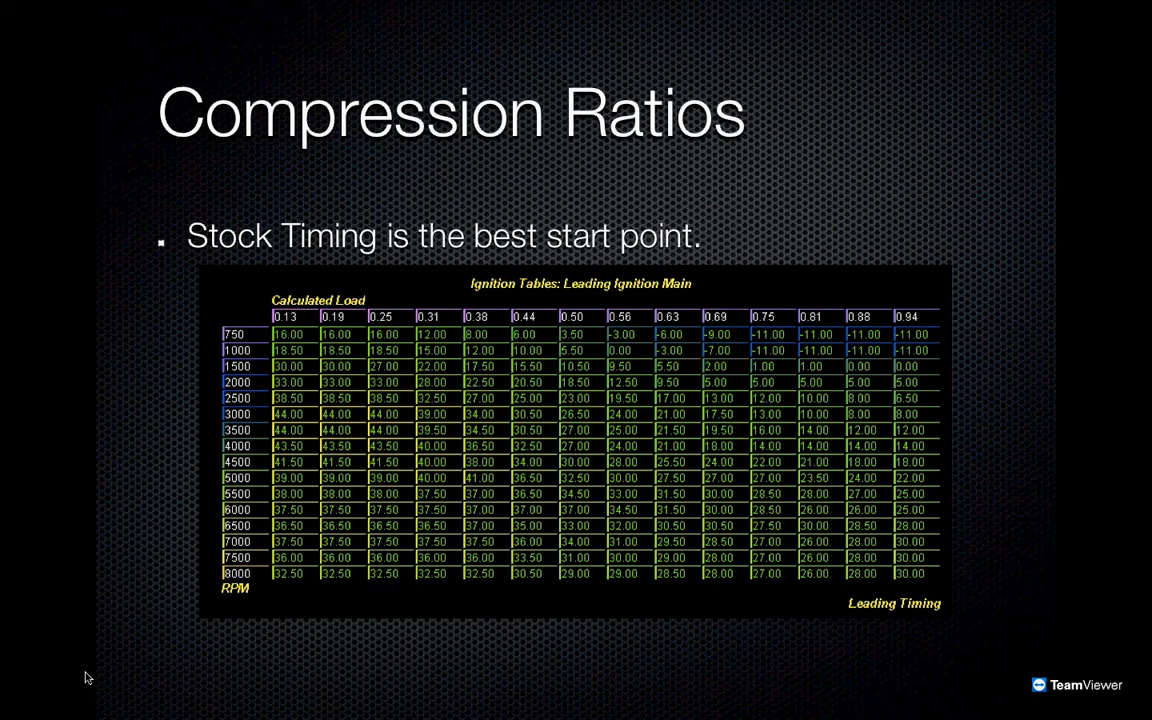 Compression Ratios
Stock Timing is the best start point.
Ignition Tables: Leading Ignition Main
Calculated Load
0.13 0.19 0.25 0.31 0.38 0.44 0.50 0.56 0.63 0.69 0.75 0.81 0.88 0.94
750 16.00 16.00 16.00 12.00 8.00 6.00 3.50 -3.00 -6.00 -9.00 -11.00 -11.00 -11.00 -11.00
1000 18.50 18.50 18.50 15.00 12.00 10.00 5.50 0.00 -3.00 -7.00 -11.00 -11.00 -11.00 -11.00
1500 30.00 30.00 27.00 22.00 17.50 15.50 10.50 9.50 5.50 2.00 1.00 1.00 0.00 0.00
2000 33.00 33.00 33.00 28.00 22.50 20.50 18.50 12.50 9.50 5.00 5.00 5.00 5.00 5.00
2500 38.50 38.50 38.50 32.50 27.00 25.00 23.00 19.50 17.00 13.00 12.00 10.00 8.00 6.50
3000 44.00 44.00 44.00 39.00 34.00 30.50 26.50 24.00 21.00 17.50 13.00 10.00 8.00 8.00
3500 44.00 44.00 44.00 39.50 34.50 30.50 27.00 25.00 21.50 19.50 16.00 14.00 12.00 12.00
4000 43.50 43.50 43.50 40.00 36.50 32.50 27.00 24.00 21.00 18.00 14.00 14.00 14.00 14.00
4500 41.50 41.50 41.50 40.00 38.00 34.00 30.00 28.00 25.50 24.00 22.00 21.00 18.00 18.00
5000 39.00 39.00 39.00 40.00 41.00 36.50 32.50 30.00 27.50 27.00 27.00 23.50 24.00 22.00
5500 38.00 38.00 38.00 37.50 37.00 36.50 34.50 33.00 31.50 30.00 28.50 28.00 27.00 25.00
6000 37.50 37.50 37.50 37.50 37.00 37.00 37.00 34.50 31.50 30.00 28.50 26.00 26.00 25.00
6500 36.50 36.50 36.50 36.50 37.00 35.00 33.00 32.00 30.50 30.50 27.50 30.00 28.50 28.00
7000 37.50 37.50 37.50 37.50 37.50 36.00 34.00 31.00 29.50 28.50 27.00 26.00 28.00 30.00
7500 36.00 36.00 36.00 36.00 36.00 33.50 31.00 30.00 29.00 28.00 27.00 26.00 28.00 30.00
8000 32.50 32.50 32.50 32.50 32.50 30.50 29.00 29.00 28.50 28.00 27.00 26.00 28.00 30.00
RPM
Leading Timing
TeamViewer